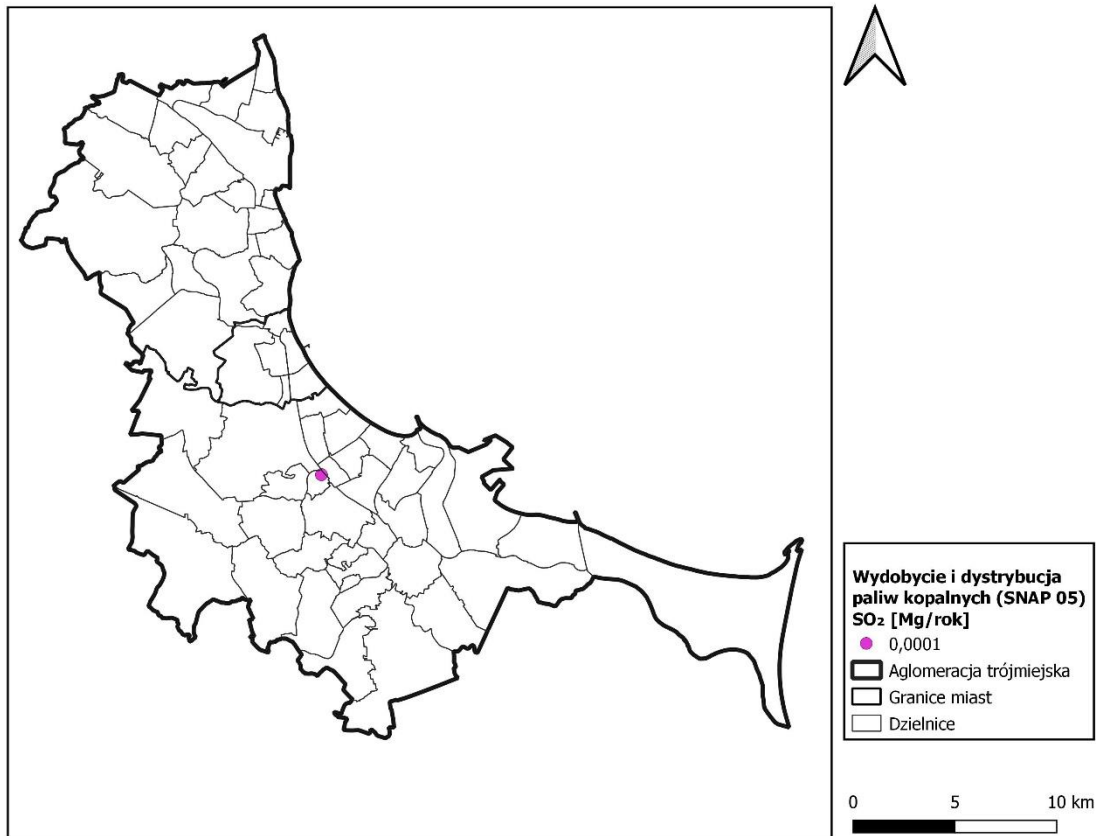 Wydobycie i dystrybucja
paliw kopalnych (SNAP 05)
SO₂ [Mg/rok]
0,0001
Aglomeracja trójmiejska
Granice miast
Dzielnice
0 5 10 km